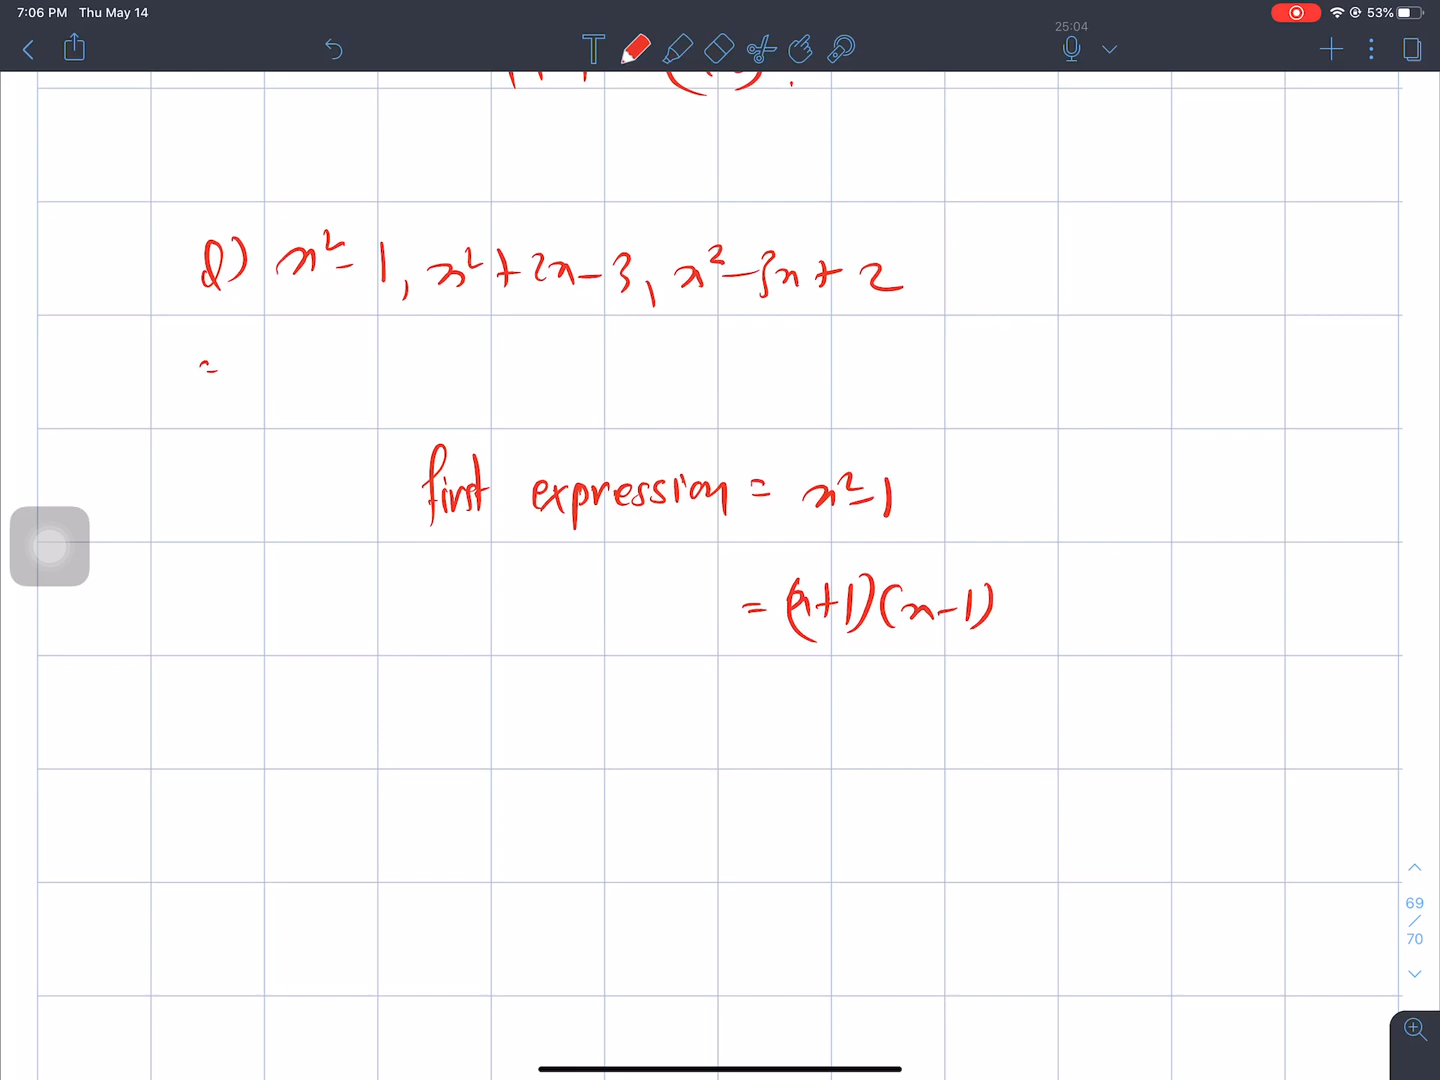 7:06 PM Thu May 14
53%
25:04
d) x² - 1, x² + 2x - 3, x² - 3x + 2
=
first expression = x² - 1
= (x+1)(x-1)
69
/
70